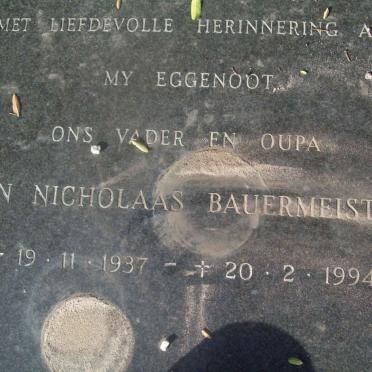 MET LIEFDEVOLLE HERINNERING A
MY EGGENOOT,
ONS VADER EN OUPA
N NICHOLAAS BAUERMEIST
19 · 11 · 1937 - ✝ 20 · 2 · 1994